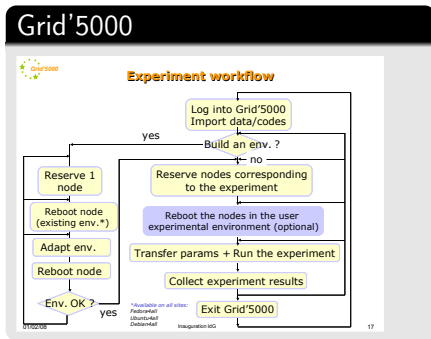 Grid'5000
Grid'5000
Experiment workflow
Log into Grid'5000
Import data/codes
yes
Build an env. ?
no
Reserve 1
node
Reserve nodes corresponding
to the experiment
Reboot node
(existing env.*)
Reboot the nodes in the user
experimental environment (optional)
Adapt env.
Transfer params + Run the experiment
Reboot node
Collect experiment results
Env. OK ?
yes
*Available on all sites:
Fedora4all
Ubuntu4all
Debian4all
Exit Grid'5000
01/02/08
Inauguration IdG
17